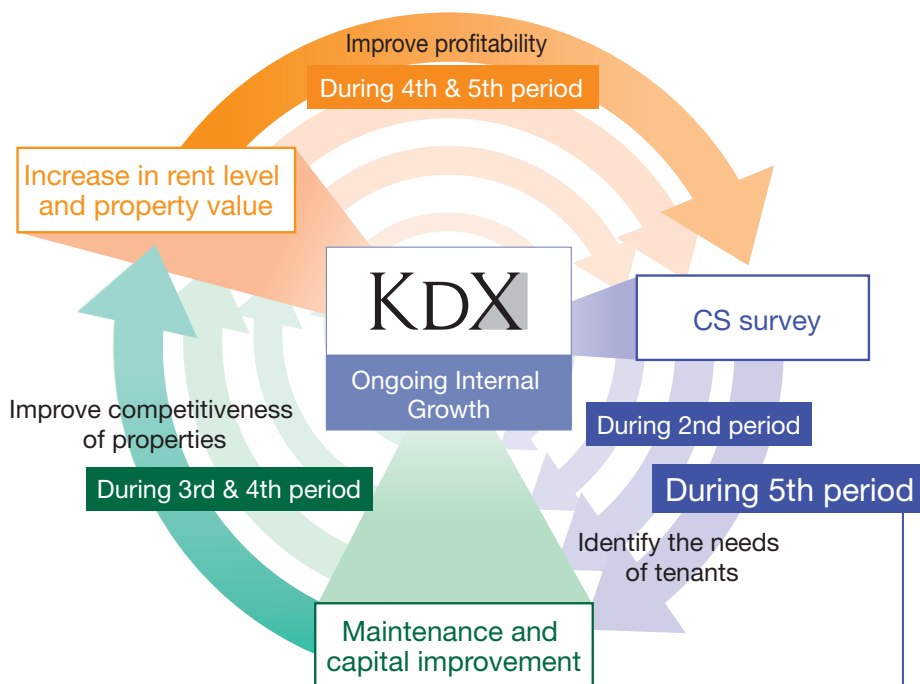 Improve profitability
During 4th & 5th period
Increase in rent level
and property value
KDX
CS survey
Ongoing Internal
Growth
Improve competitiveness
of properties
During 2nd period
During 3rd & 4th period
During 5th period
Identify the needs
of tenants
Maintenance and
capital improvement